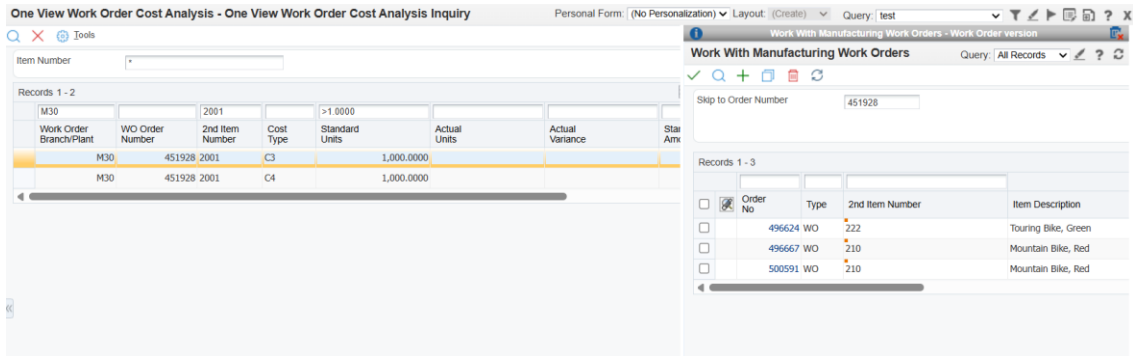 One View Work Order Cost Analysis - One View Work Order Cost Analysis Inquiry
Personal Form: (No Personalization) Layout: (Create) Query: test
Tools
Item Number *
Records 1 - 2
M30 2001 >1.0000
Work Order Branch/Plant WO Order Number 2nd Item Number Cost Type Standard Units Actual Units Actual Variance
M30 451928 2001 C3 1,000.0000
M30 451928 2001 C4 1,000.0000
Work With Manufacturing Work Orders - Work Order version
Work With Manufacturing Work Orders Query: All Records
Skip to Order Number 451928
Records 1 - 3
Order No Type 2nd Item Number Item Description
496624 WO 222 Touring Bike, Green
496667 WO 210 Mountain Bike, Red
500591 WO 210 Mountain Bike, Red